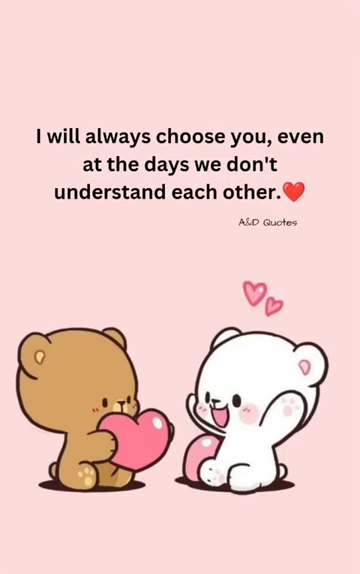 I will always choose you, even
at the days we don't
understand each other.❤️
A&D Quotes